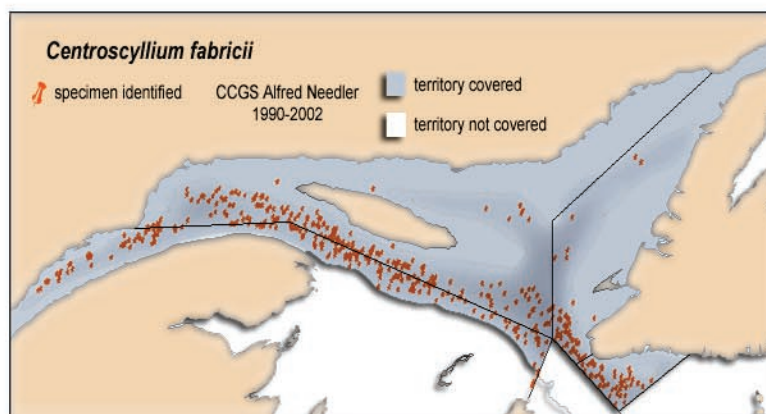 Centroscyllium fabricii
specimen identified
CCGS Alfred Needler
1990-2002
territory covered
territory not covered